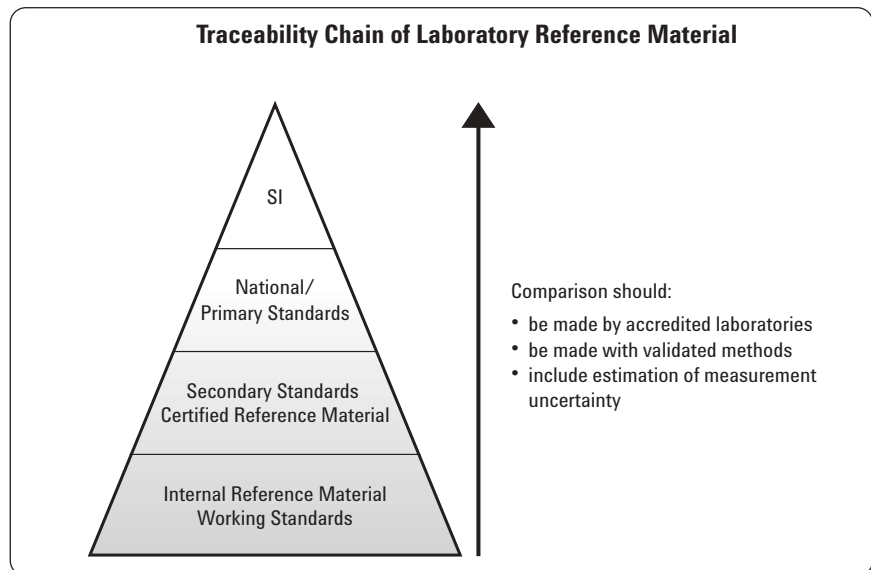 Traceability Chain of Laboratory Reference Material
SI
National/
Primary Standards
Secondary Standards
Certified Reference Material
Internal Reference Material
Working Standards
Comparison should:
• be made by accredited laboratories
• be made with validated methods
• include estimation of measurement
uncertainty